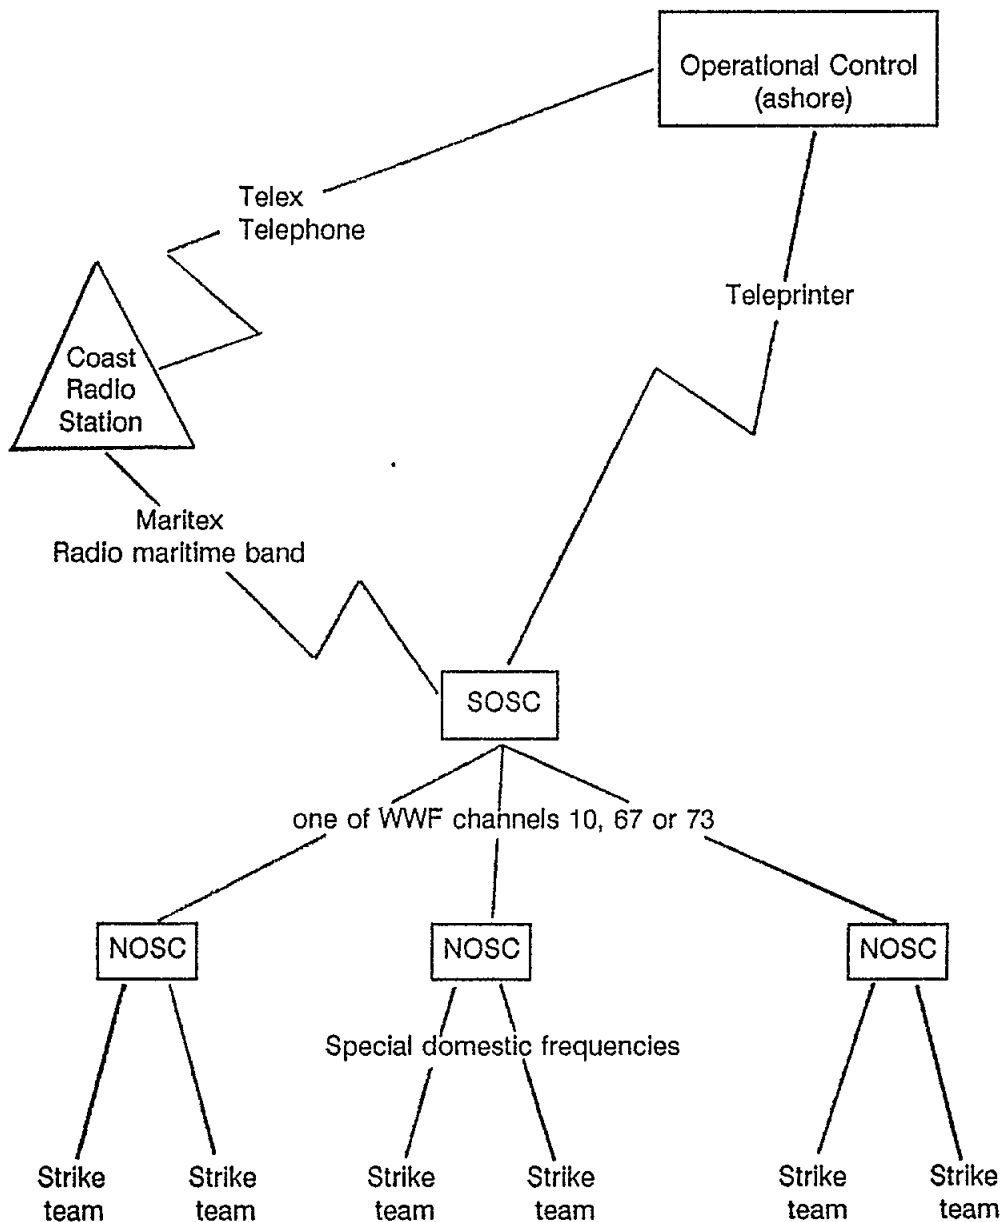 Operational Control
(ashore)
Telex
Telephone
Teleprinter
Coast
Radio
Station
Maritex
Radio maritime band
SOSC
one of WWF channels 10, 67 or 73
NOSC
NOSC
NOSC
Special domestic frequencies
Strike
team
Strike
team
Strike
team
Strike
team
Strike
team
Strike
team